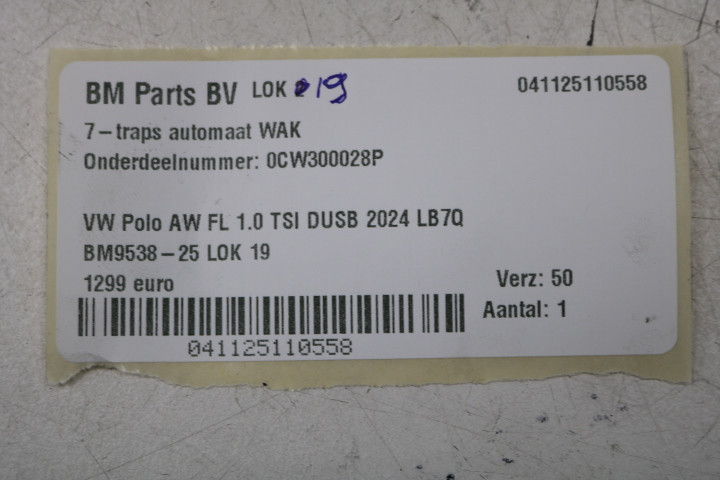 BM Parts BV LOK 19 041125110558
7-traps automaat WAK
Onderdeelnummer: 0CW300028P
VW Polo AW FL 1.0 TSI DUSB 2024 LB7Q
BM9538-25 LOK 19
1299 euro Verz: 50
Aantal: 1
041125110558